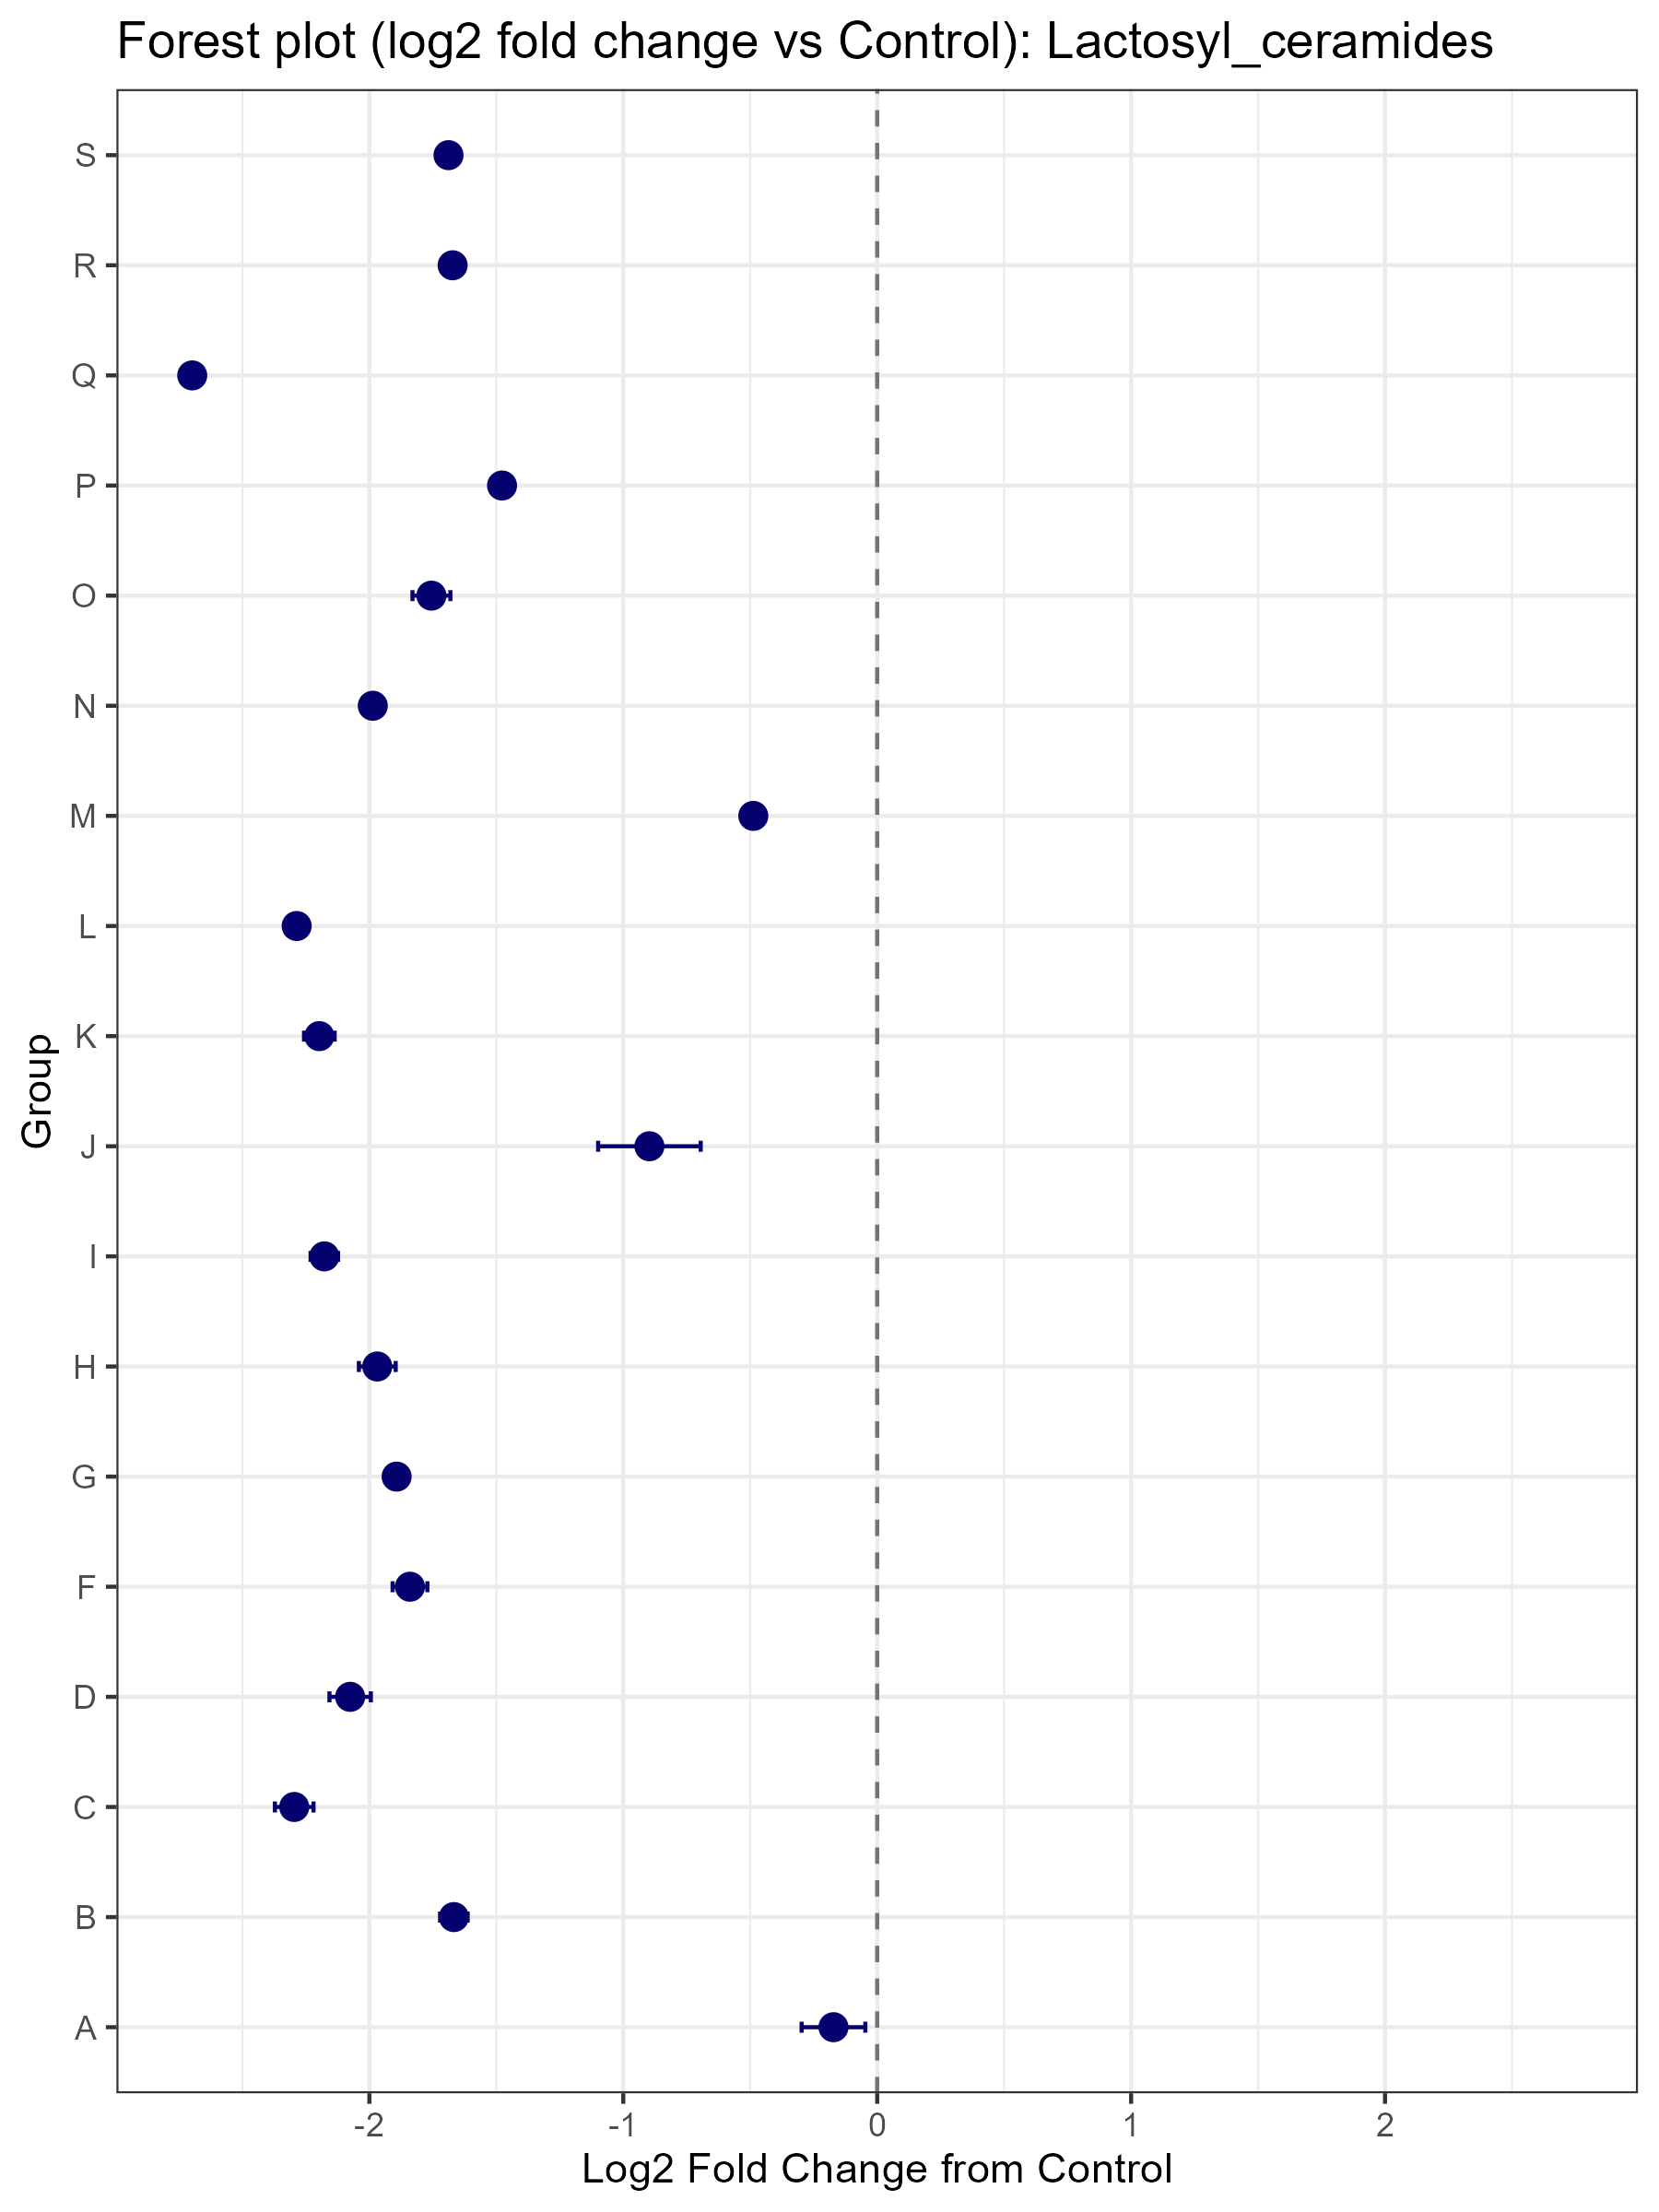 Forest plot (log2 fold change vs Control): Lactosyl_ceramides
S
R
Q
P
O
N
M
L
K
J
I
H
G
F
D
C
B
A
Group
-2 -1 0 1 2
Log2 Fold Change from Control